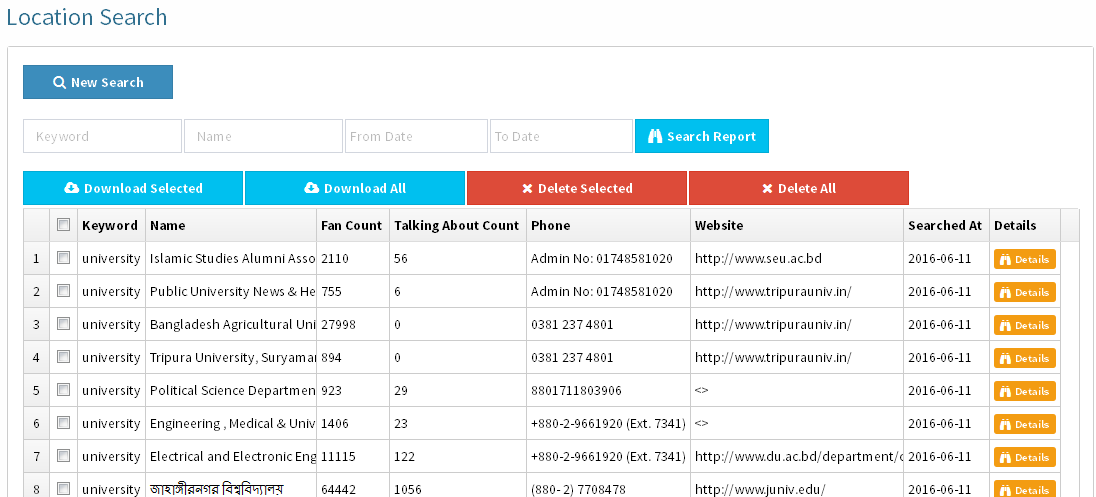 Location Search
New Search
Keyword Name From Date To Date Search Report
Download Selected Download All Delete Selected Delete All
Keyword Name Fan Count Talking About Count Phone Website Searched At Details
1 university Islamic Studies Alumni Asso 2110 56 Admin No: 01748581020 http://www.seu.ac.bd 2016-06-11 Details
2 university Public University News & He 755 6 Admin No: 01748581020 http://www.tripurauniv.in/ 2016-06-11 Details
3 university Bangladesh Agricultural Uni 27998 0 0381 237 4801 http://www.tripurauniv.in/ 2016-06-11 Details
4 university Tripura University, Suryamar 894 0 0381 237 4801 http://www.tripurauniv.in/ 2016-06-11 Details
5 university Political Science Departmen 923 29 8801711803906 <> 2016-06-11 Details
6 university Engineering , Medical & Univ 1406 23 +880-2-9661920 (Ext. 7341) <> 2016-06-11 Details
7 university Electrical and Electronic Eng 11115 122 +880-2-9661920 (Ext. 7341) http://www.du.ac.bd/department/c 2016-06-11 Details
8 university জাহাঙ্গীরনগর বিশ্ববিদ্যালয় 64442 1056 (880- 2) 7708478 http://www.juniv.edu/ 2016-06-11 Details